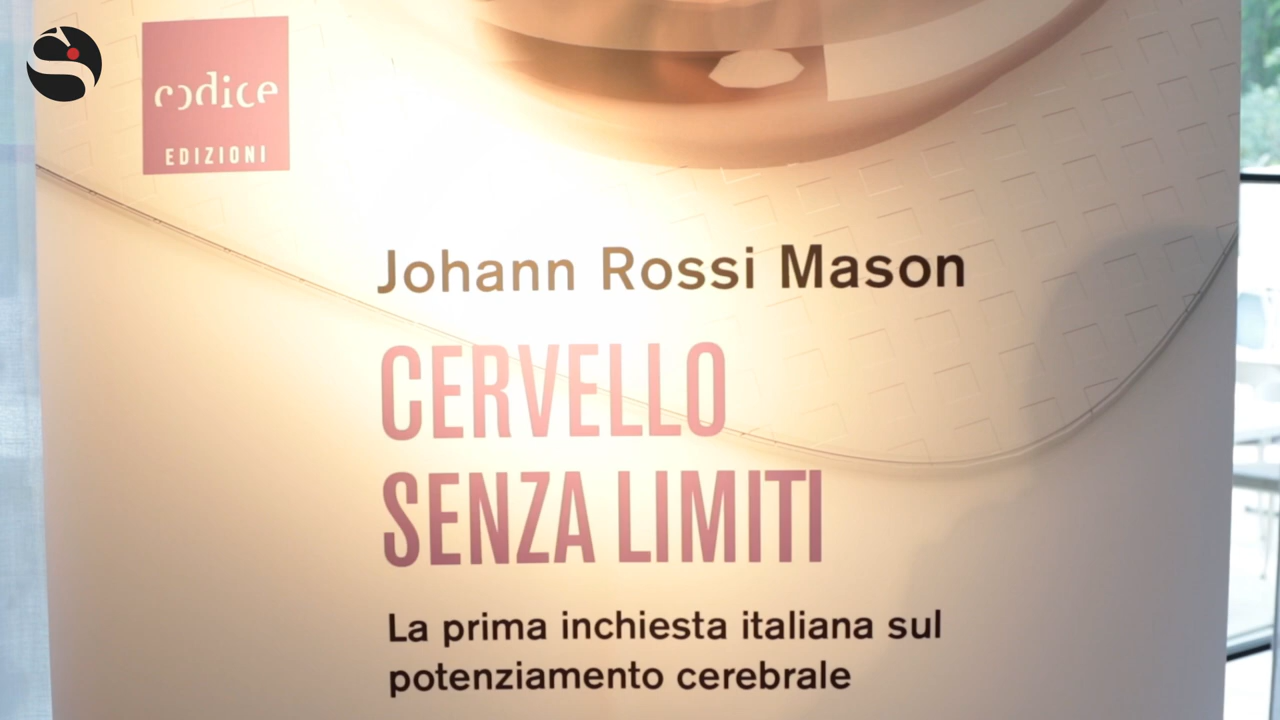 codice
EDIZIONI
Johann Rossi Mason
CERVELLO
SENZA LIMITI
La prima inchiesta italiana sul
potenziamento cerebrale